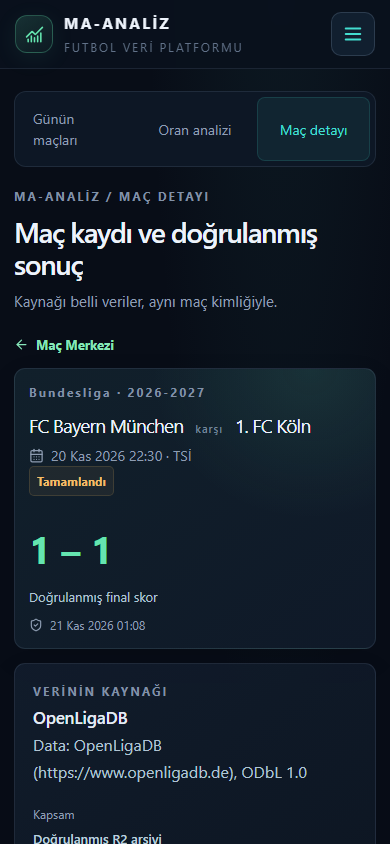 MA-ANALİZ
FUTBOL VERİ PLATFORMU
Günün
maçları
Oran analizi
Maç detayı
MA-ANALİZ / MAÇ DETAYI
Maç kaydı ve doğrulanmış
sonuç
Kaynağı belli veriler, aynı maç kimliğiyle.
← Maç Merkezi
Bundesliga · 2026-2027
FC Bayern München karşı 1. FC Köln
20 Kas 2026 22:30 · TSİ
Tamamlandı
1 – 1
Doğrulanmış final skor
21 Kas 2026 01:08
VERİNİN KAYNAĞI
OpenLigaDB
Data: OpenLigaDB
(https://www.openligadb.de), ODbL 1.0
Kapsam
Doğrulanmış R2 arşivi